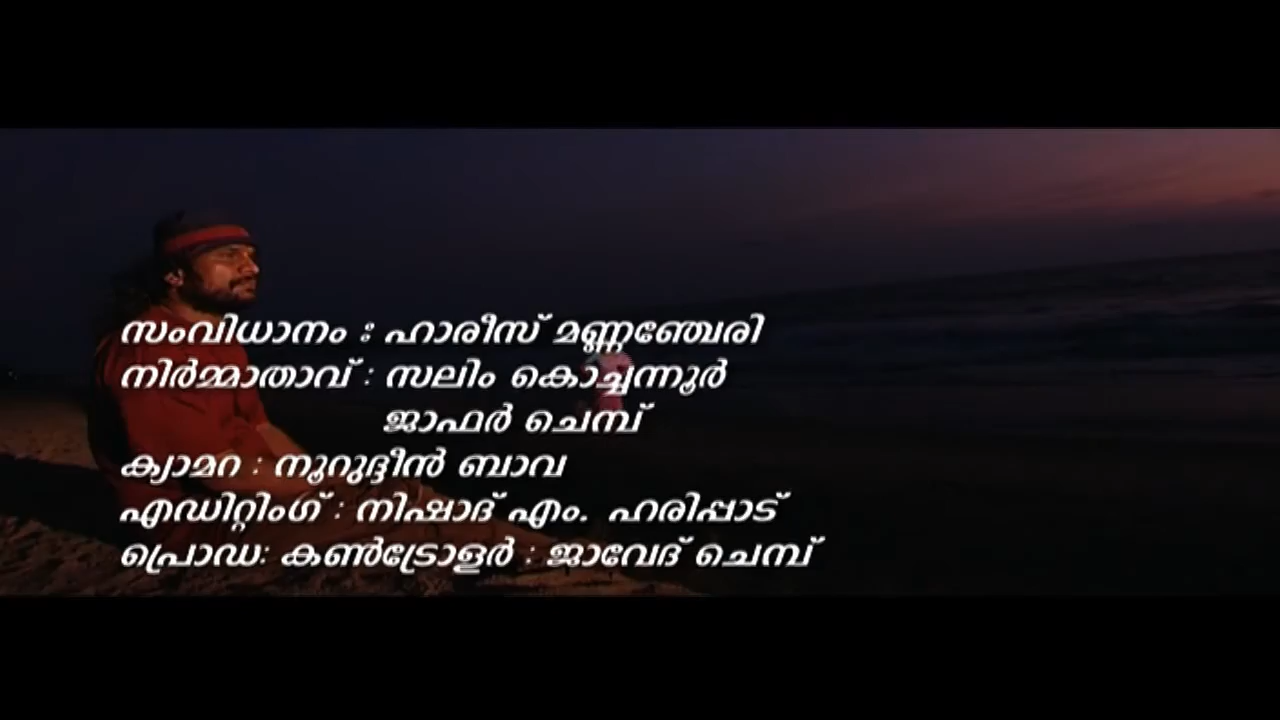 സംവിധാനം : ഹാരീസ് മണ്ണഞ്ചേരി
നിർമ്മാതാവ് : സലിം കൊച്ചന്നൂർ
ജാഫർ ചെമ്പ്
ക്യാമറ : നൂറുദ്ദീൻ ബാവ
എഡിറ്റിംഗ് : നിഷാദ് എം. ഹരിപ്പാട്
പ്രൊഡ: കൺട്രോളർ : ജാവേദ് ചെമ്പ്